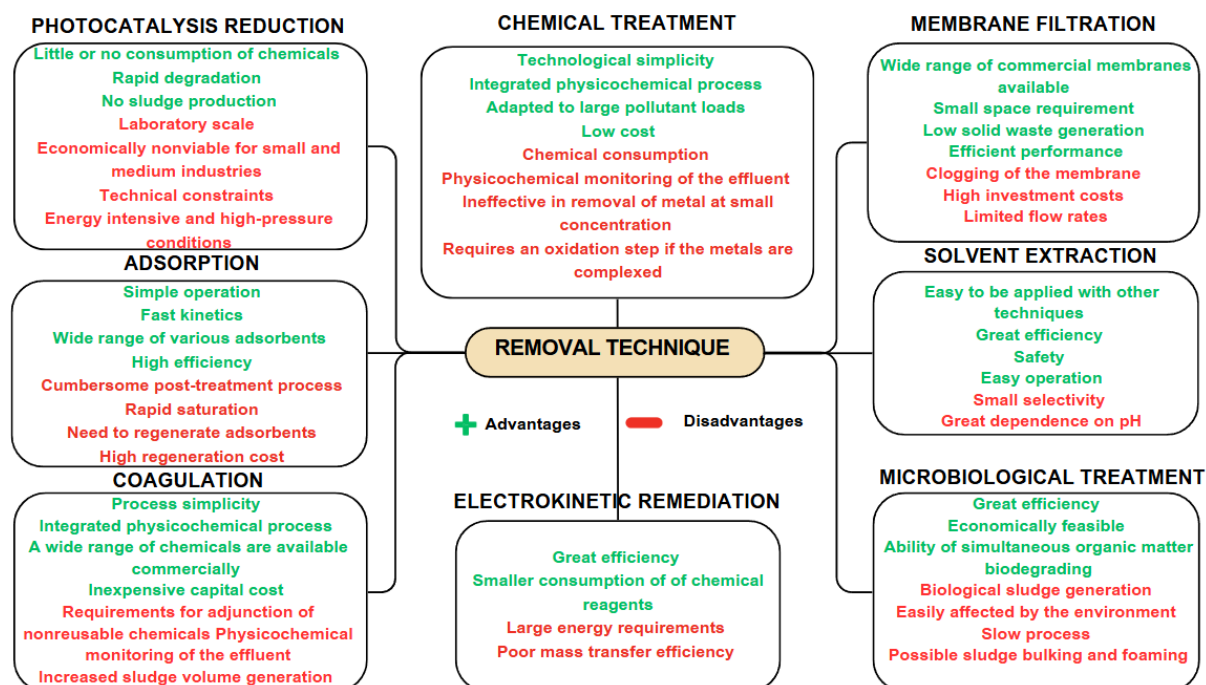 PHOTOCATALYSIS REDUCTION
Little or no consumption of chemicals
Rapid degradation
No sludge production
Laboratory scale
Economically nonviable for small and
medium industries
Technical constraints
Energy intensive and high-pressure
conditions
ADSORPTION
Simple operation
Fast kinetics
Wide range of various adsorbents
High efficiency
Cumbersome post-treatment process
Rapid saturation
Need to regenerate adsorbents
High regeneration cost
COAGULATION
Process simplicity
Integrated physicochemical process
A wide range of chemicals are available
commercially
Inexpensive capital cost
Requirements for adjunction of
nonreusable chemicals Physicochemical
monitoring of the effluent
Increased sludge volume generation
CHEMICAL TREATMENT
Technological simplicity
Integrated physicochemical process
Adapted to large pollutant loads
Low cost
Chemical consumption
Physicochemical monitoring of the effluent
Ineffective in removal of metal at small
concentration
Requires an oxidation step if the metals are
complexed
REMOVAL TECHNIQUE
Advantages
Disadvantages
ELECTROKINETIC REMEDIATION
Great efficiency
Smaller consumption of of chemical
reagents
Large energy requirements
Poor mass transfer efficiency
MEMBRANE FILTRATION
Wide range of commercial membranes
available
Small space requirement
Low solid waste generation
Efficient performance
Clogging of the membrane
High investment costs
Limited flow rates
SOLVENT EXTRACTION
Easy to be applied with other
techniques
Great efficiency
Safety
Easy operation
Small selectivity
Great dependence on pH
MICROBIOLOGICAL TREATMENT
Great efficiency
Economically feasible
Ability of simultaneous organic matter
biodegrading
Biological sludge generation
Easily affected by the environment
Slow process
Possible sludge bulking and foaming